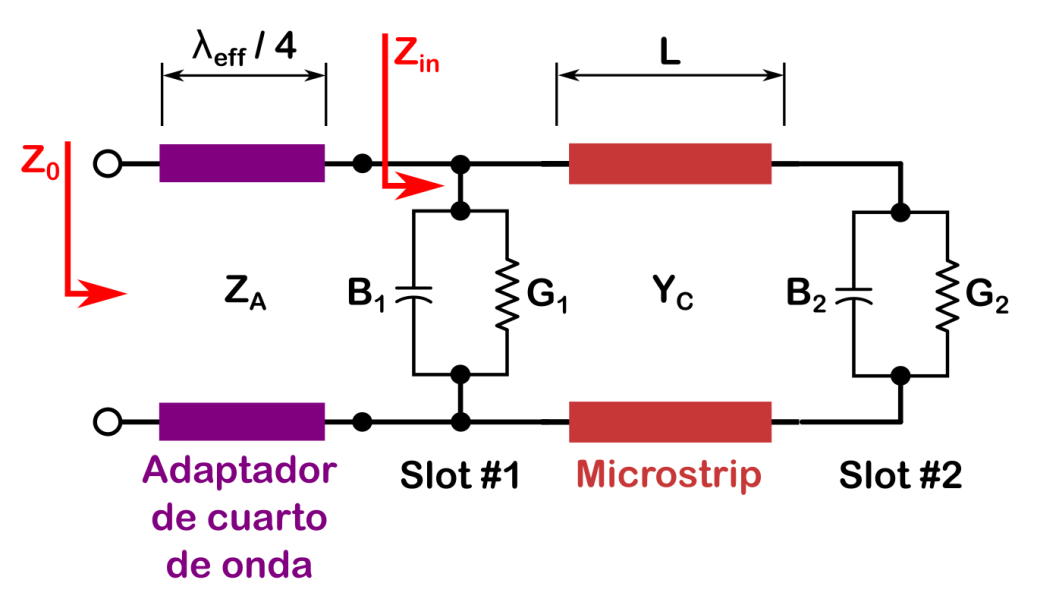 λeff / 4
Zin
L
Z0
ZA
B1
G1
YC
B2
G2
Adaptador
de cuarto
de onda
Slot #1
Microstrip
Slot #2